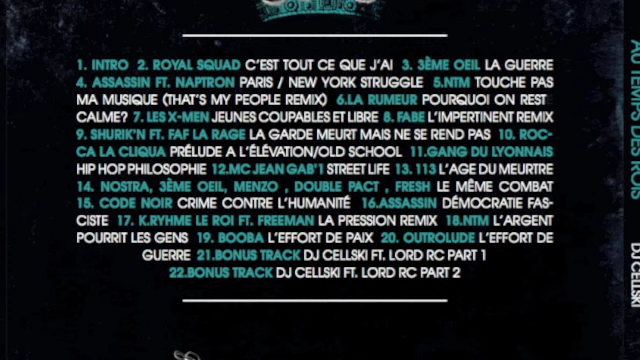 1. INTRO 2. ROYAL SQUAD C'EST TOUT CE QUE J'AI 3. 3ÈME OEIL LA GUERRE
4. ASSASSIN FT. NAPTRON PARIS / NEW YORK STRUGGLE 5.NTM TOUCHE PAS
MA MUSIQUE (THAT'S MY PEOPLE REMIX) 6.LA RUMEUR POURQUOI ON REST
CALME? 7. LES X-MEN JEUNES COUPABLES ET LIBRE 8. FABE L'IMPERTINENT REMIX
9. SHURIK'N FT. FAF LA RAGE LA GARDE MEURT MAIS NE SE REND PAS 10. ROC-
CA LA CLIQUA PRÉLUDE A L'ÉLÉVATION/OLD SCHOOL 11.GANG DU LYONNAIS
HIP HOP PHILOSOPHIE 12.MC JEAN GAB'1 STREET LIFE 13. 113 L'AGE DU MEURTRE
14. NOSTRA, 3ÈME OEIL, MENZO , DOUBLE PACT , FRESH LE MÊME COMBAT
15. CODE NOIR CRIME CONTRE L'HUMANITÉ 16.ASSASSIN DÉMOCRATIE FAS-
CISTE 17. K.RYHME LE ROI FT. FREEMAN LA PRESSION REMIX 18.NTM L'ARGENT
POURRIT LES GENS 19. BOOBA L'EFFORT DE PAIX 20. OUTROLUDE L'EFFORT DE
GUERRE 21.BONUS TRACK DJ CELLSKI FT. LORD RC PART 1
22.BONUS TRACK DJ CELLSKI FT. LORD RC PART 2
AU TEMPS DES ROIS
DJ CELLSKI